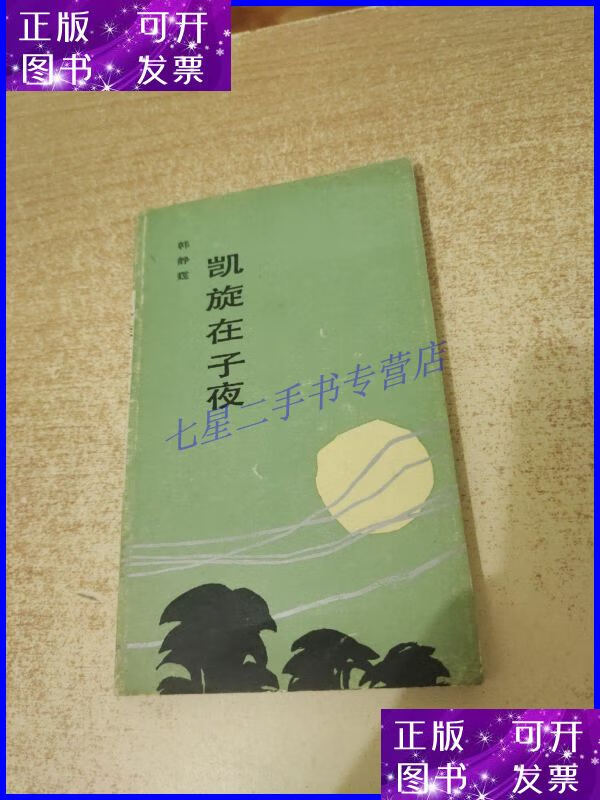 正版 可开
图书 发票
韩静霆
凯旋在子夜
七星二手书专营店
正版 可开
图书 发票